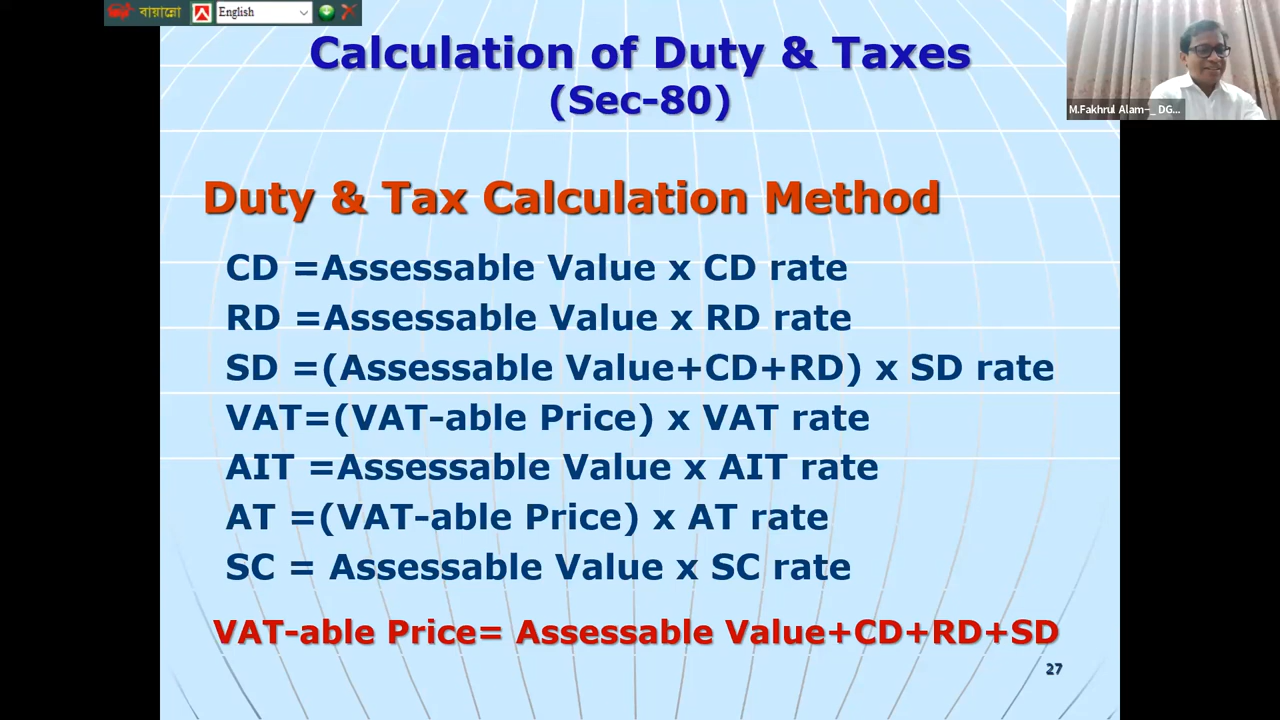 বায়ান্নো
English
Calculation of Duty & Taxes
(Sec-80)
M.Fakhrul Alam-_ DG...
Duty & Tax Calculation Method
CD =Assessable Value x CD rate
RD =Assessable Value x RD rate
SD =(Assessable Value+CD+RD) x SD rate
VAT=(VAT-able Price) x VAT rate
AIT =Assessable Value x AIT rate
AT =(VAT-able Price) x AT rate
SC = Assessable Value x SC rate
VAT-able Price= Assessable Value+CD+RD+SD
27